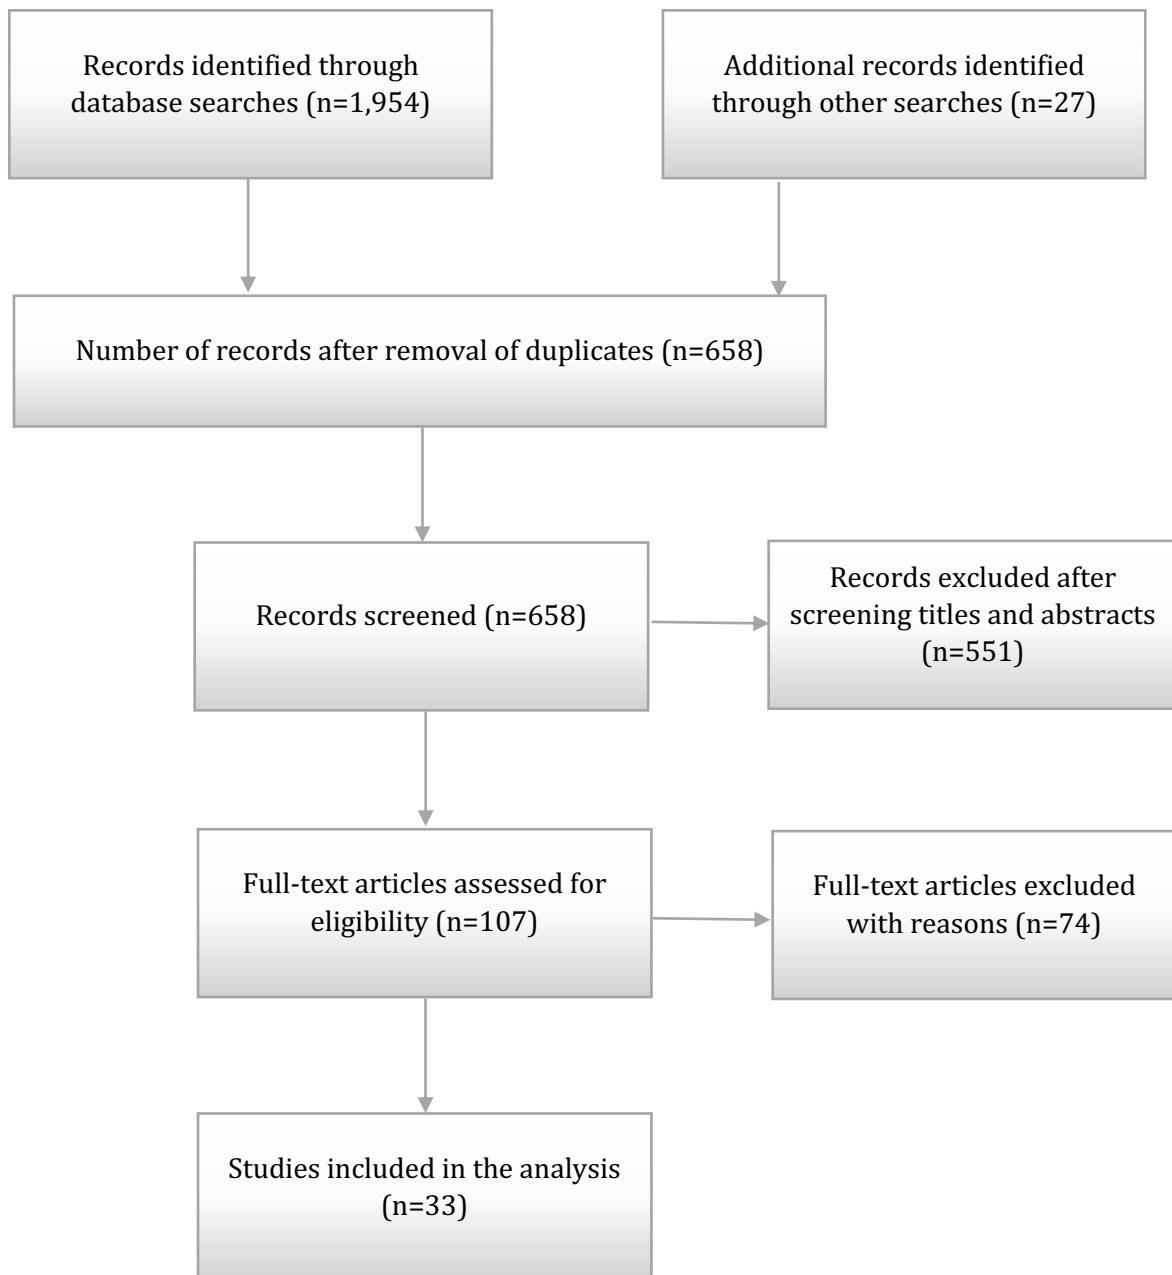 Records identified through
database searches (n=1,954)
Additional records identified
through other searches (n=27)
Number of records after removal of duplicates (n=658)
Records screened (n=658)
Records excluded after
screening titles and abstracts
(n=551)
Full-text articles assessed for
eligibility (n=107)
Full-text articles excluded
with reasons (n=74)
Studies included in the analysis
(n=33)